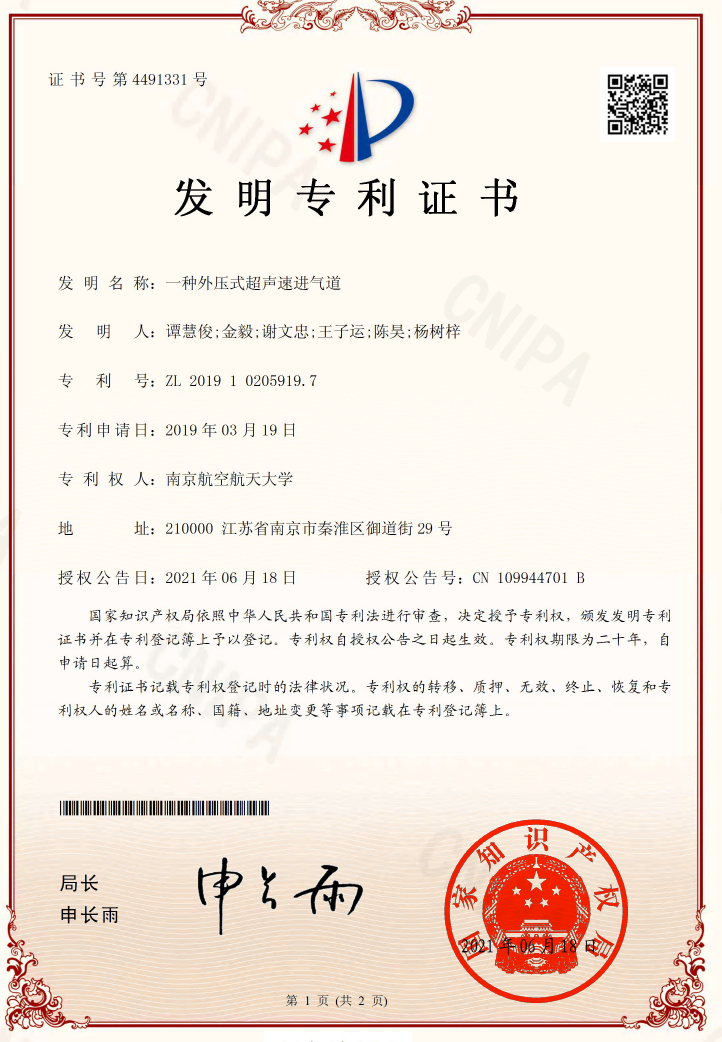 证书号第4491331号
发明专利证书
发明名称：一种外压式超声速进气道
发明人：谭慧俊;金毅;谢文忠;王子运;陈昊;杨树梓
专利号：ZL 2019 1 0205919.7
专利申请日：2019年03月19日
专利权人：南京航空航天大学
地址：210000 江苏省南京市秦淮区御道街29号
授权公告日：2021年06月18日 授权公告号：CN 109944701 B
国家知识产权局依照中华人民共和国专利法进行审查，决定授予专利权，颁发发明专利
证书并在专利登记簿上予以登记。专利权自授权公告之日起生效。专利权期限为二十年，自
申请日起算。
专利证书记载专利权登记时的法律状况。专利权的转移、质押、无效、终止、恢复和专
利权人的姓名或名称、国籍、地址变更等事项记载在专利登记簿上。
局长
申长雨
申长雨
国家知识产权局
2021年06月18日
第 1 页 (共 2 页)
CNIPA
CNIPA
CNIPA